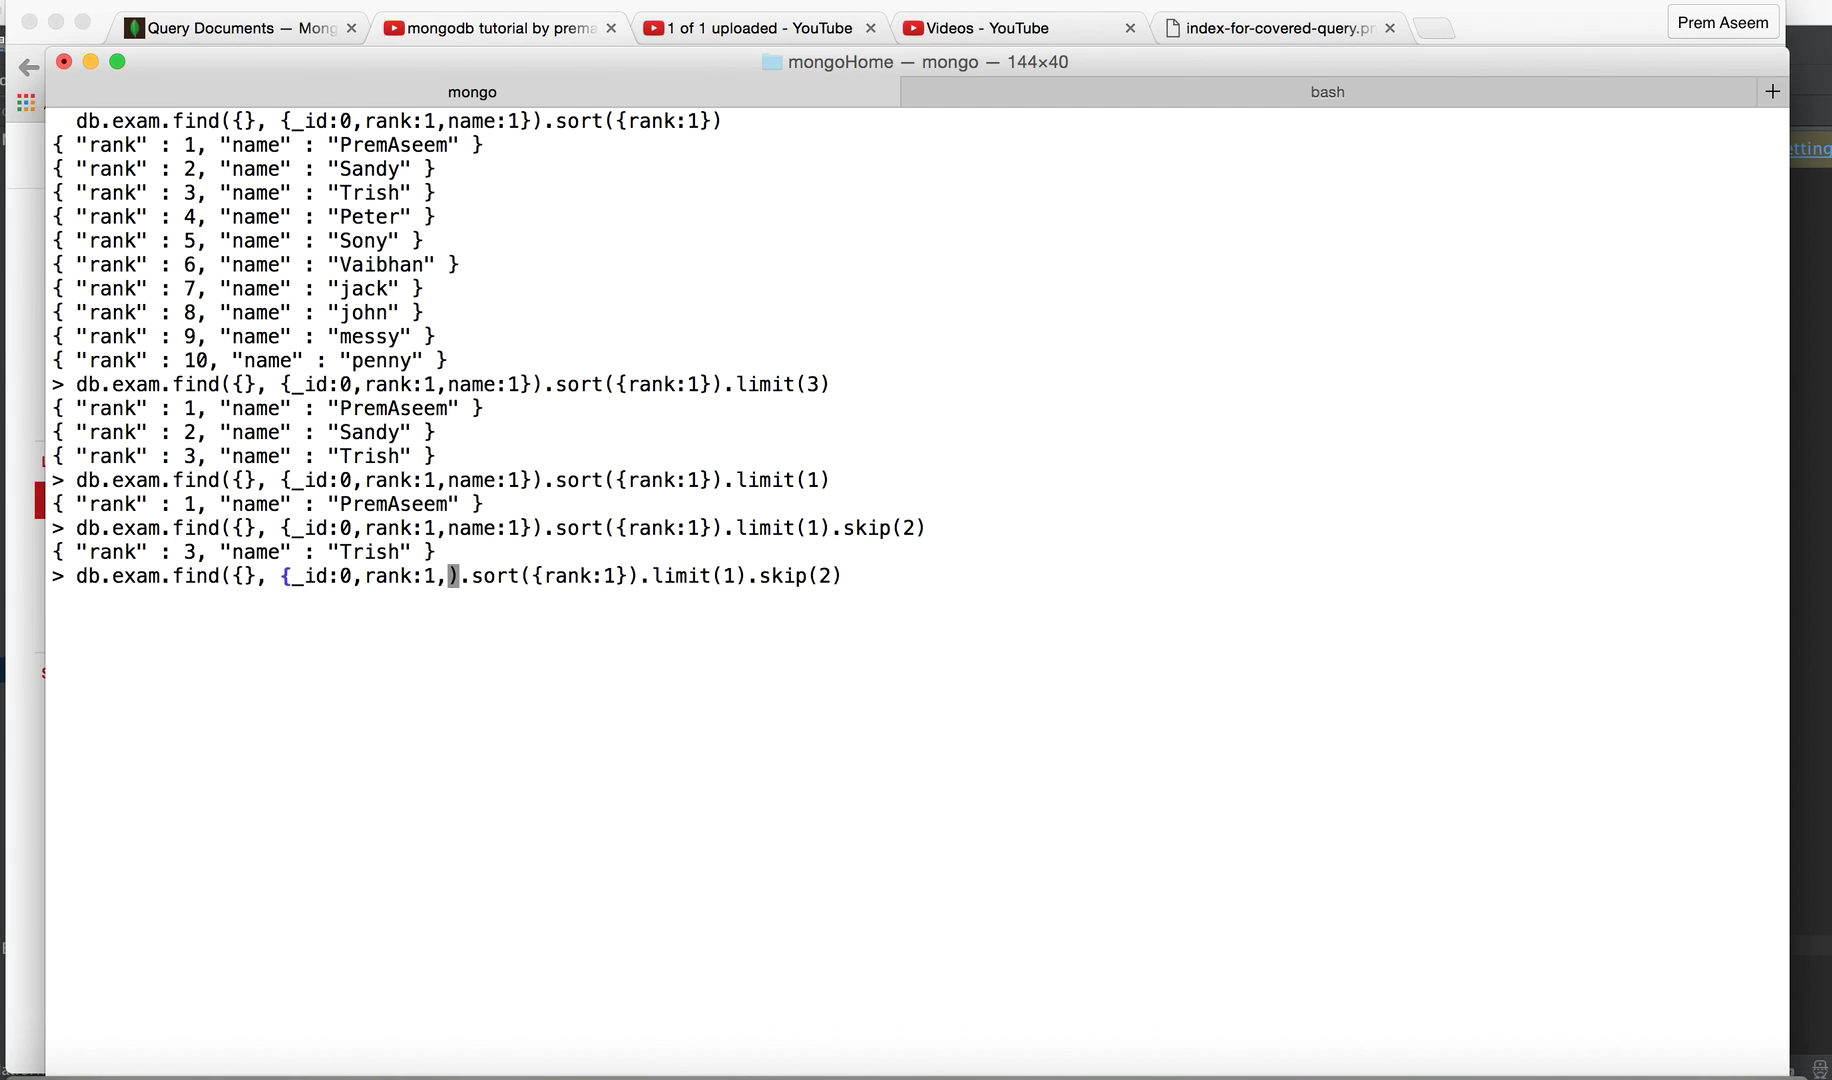 Query Documents — Mong
mongodb tutorial by prema
1 of 1 uploaded - YouTube
Videos - YouTube
index-for-covered-query.pn
Prem Aseem
mongoHome — mongo — 144×40
mongo
bash
etting
db.exam.find({}, {_id:0,rank:1,name:1}).sort({rank:1})
{ "rank" : 1, "name" : "PremAseem" }
{ "rank" : 2, "name" : "Sandy" }
{ "rank" : 3, "name" : "Trish" }
{ "rank" : 4, "name" : "Peter" }
{ "rank" : 5, "name" : "Sony" }
{ "rank" : 6, "name" : "Vaibhan" }
{ "rank" : 7, "name" : "jack" }
{ "rank" : 8, "name" : "john" }
{ "rank" : 9, "name" : "messy" }
{ "rank" : 10, "name" : "penny" }
> db.exam.find({}, {_id:0,rank:1,name:1}).sort({rank:1}).limit(3)
{ "rank" : 1, "name" : "PremAseem" }
{ "rank" : 2, "name" : "Sandy" }
{ "rank" : 3, "name" : "Trish" }
> db.exam.find({}, {_id:0,rank:1,name:1}).sort({rank:1}).limit(1)
{ "rank" : 1, "name" : "PremAseem" }
> db.exam.find({}, {_id:0,rank:1,name:1}).sort({rank:1}).limit(1).skip(2)
{ "rank" : 3, "name" : "Trish" }
> db.exam.find({}, {_id:0,rank:1,).sort({rank:1}).limit(1).skip(2)